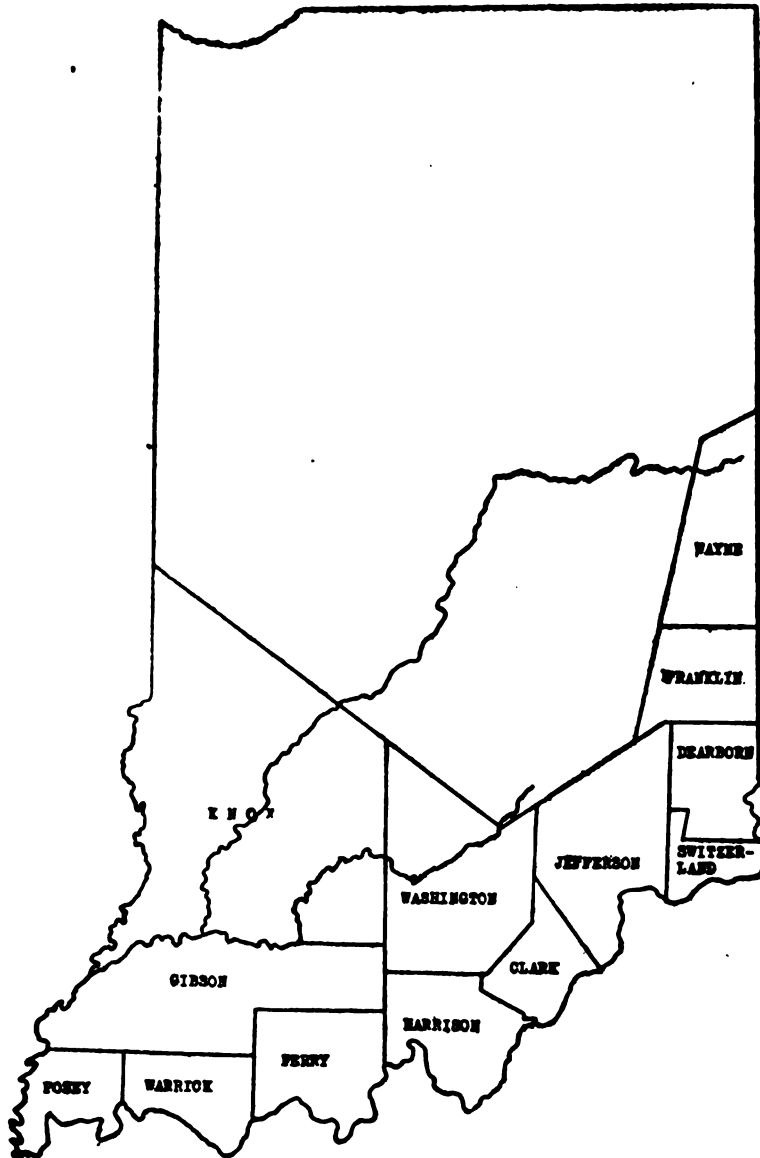 WAYNE
FRANKLIN
DEARBORN
KNOX
SWITZER-
LAND
JEFFERSON
WASHINGTON
CLARK
GIBSON
HARRISON
PERRY
POSEY
WARRICK